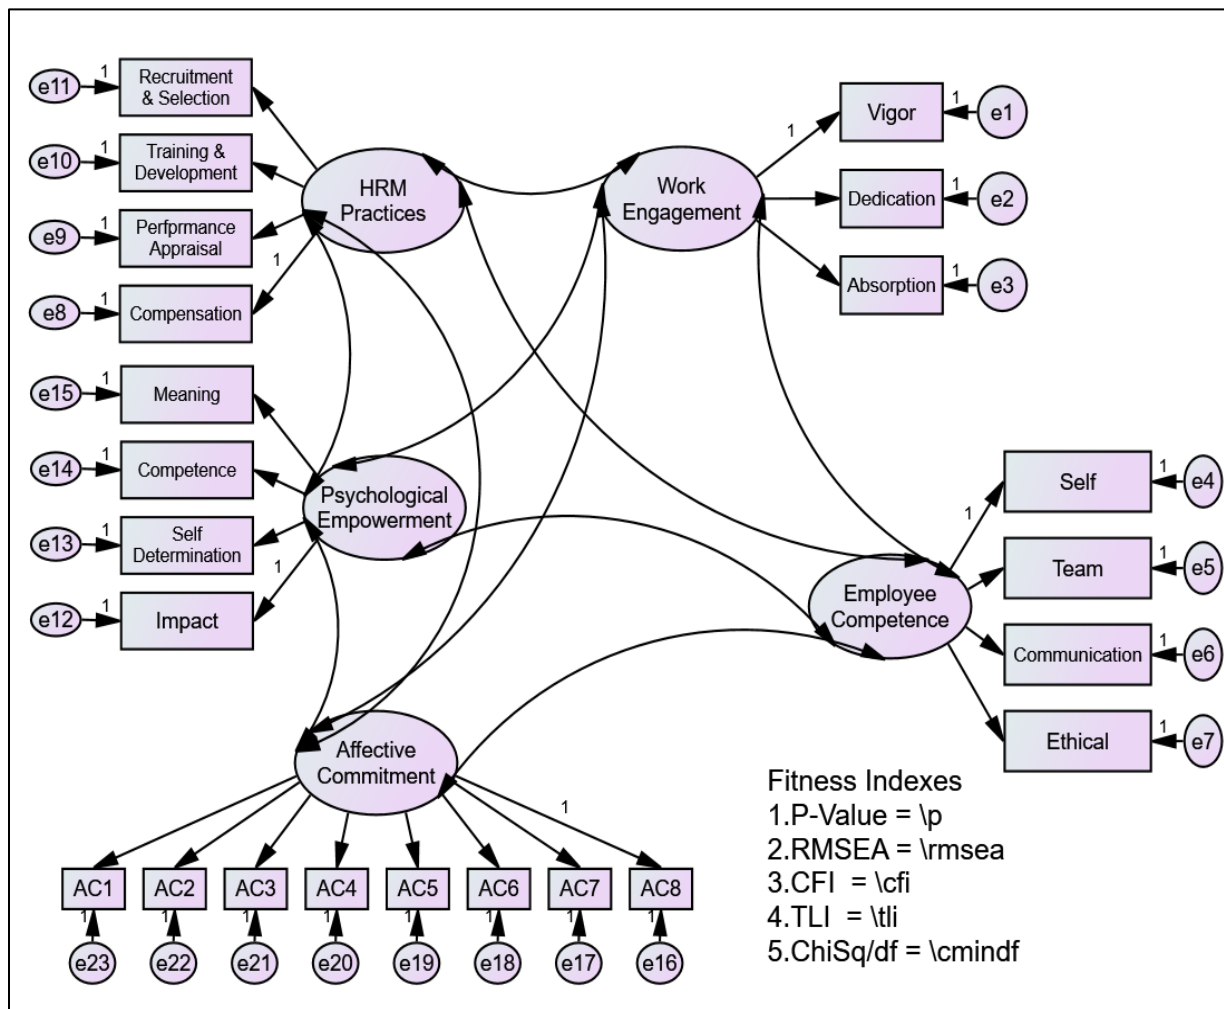 e11
1
Recruitment
& Selection
e10
1
Training &
Development
e9
1
Perfprmance
Appraisal
e8
1
Compensation
HRM
Practices
1
Work
Engagement
1
Vigor
1
e1
Dedication
1
e2
Absorption
1
e3
e15
1
Meaning
e14
1
Competence
e13
1
Self
Determination
e12
1
Impact
Psychological
Empowerment
1
Employee
Competence
1
Self
1
e4
Team
1
e5
Communication
1
e6
Ethical
1
e7
Affective
Commitment
1
AC1
AC2
AC3
AC4
AC5
AC6
AC7
AC8
1
1
1
1
1
1
1
1
e23
e22
e21
e20
e19
e18
e17
e16
Fitness Indexes
1.P-Value = \p
2.RMSEA = \rmsea
3.CFI = \cfi
4.TLI = \tli
5.ChiSq/df = \cmindf